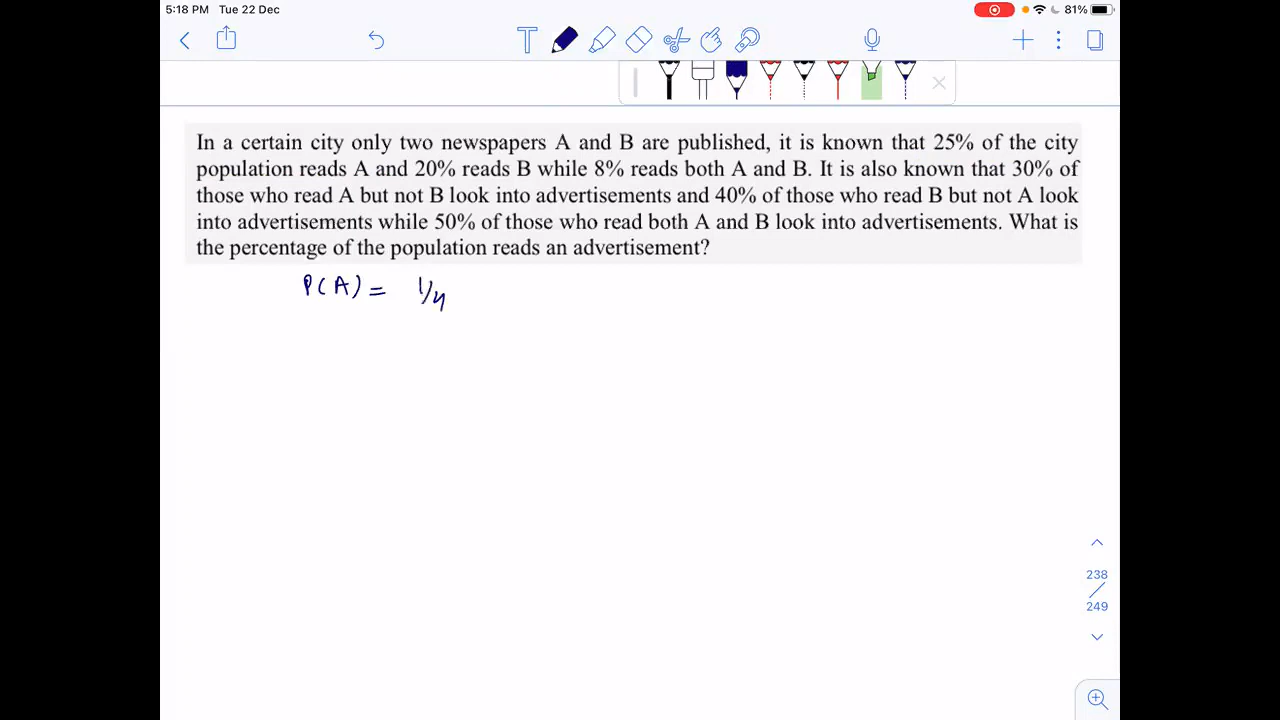 5:18 PM Tue 22 Dec 81%
T
In a certain city only two newspapers A and B are published, it is known that 25% of the city
population reads A and 20% reads B while 8% reads both A and B. It is also known that 30% of
those who read A but not B look into advertisements and 40% of those who read B but not A look
into advertisements while 50% of those who read both A and B look into advertisements. What is
the percentage of the population reads an advertisement?
P(A) = 1/4
238
249